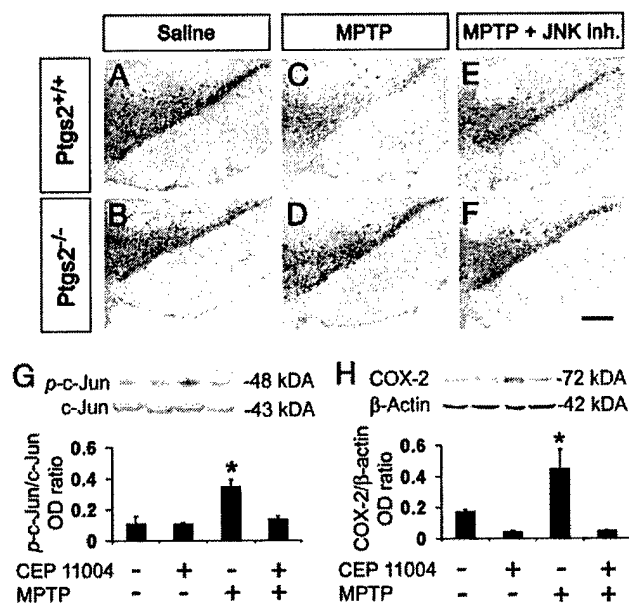 Saline MPTP MPTP + JNK Inh.
Ptgs2+/+
A C E
Ptgs2-/-
B D F
G p-c-Jun -48 kDA
c-Jun -43 kDA
p-c-Jun/c-Jun
OD ratio
0.6
0.4
0.2
0
*
CEP 11004 - + - +
MPTP - - + +
H COX-2 -72 kDA
β-Actin -42 kDA
COX-2/β-actin
OD ratio
0.6
0.4
0.2
0
*
CEP 11004 - + - +
MPTP - - + +